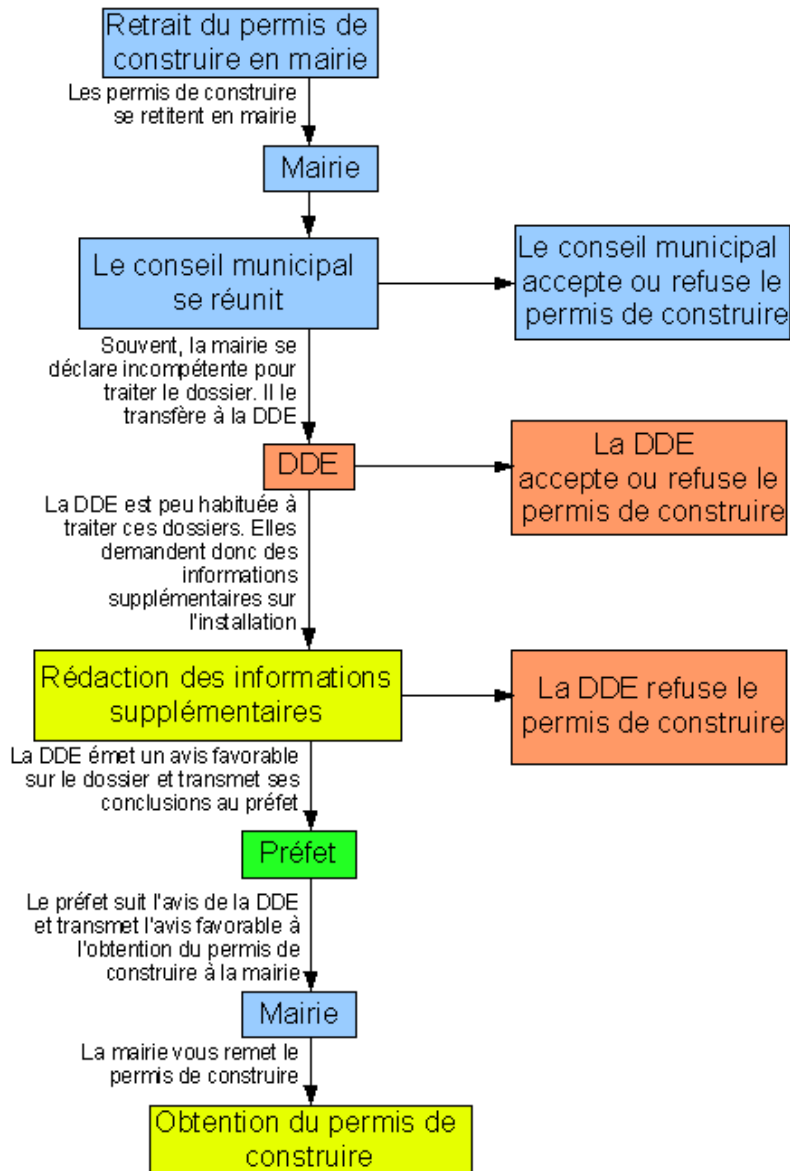 Retrait du permis de
construire en mairie
Les permis de construire
se retitent en mairie
Mairie
Le conseil municipal
se réunit
Le conseil municipal
accepte ou refuse le
permis de construire
Souvent, la mairie se
déclare incompétente pour
traiter le dossier. Il le
transfère à la DDE
DDE
La DDE
accepte ou refuse le
permis de construire
La DDE est peu habituée à
traiter ces dossiers. Elles
demandent donc des
informations
supplémentaires sur
l'installation
Rédaction des informations
supplémentaires
La DDE refuse le
permis de construire
La DDE émet un avis favorable
sur le dossier et transmet ses
conclusions au préfet
Préfet
Le préfet suit l'avis de la DDE
et transmet l'avis favorable à
l'obtention du permis de
construire à la mairie
Mairie
La mairie vous remet le
permis de construire
Obtention du permis de
construire